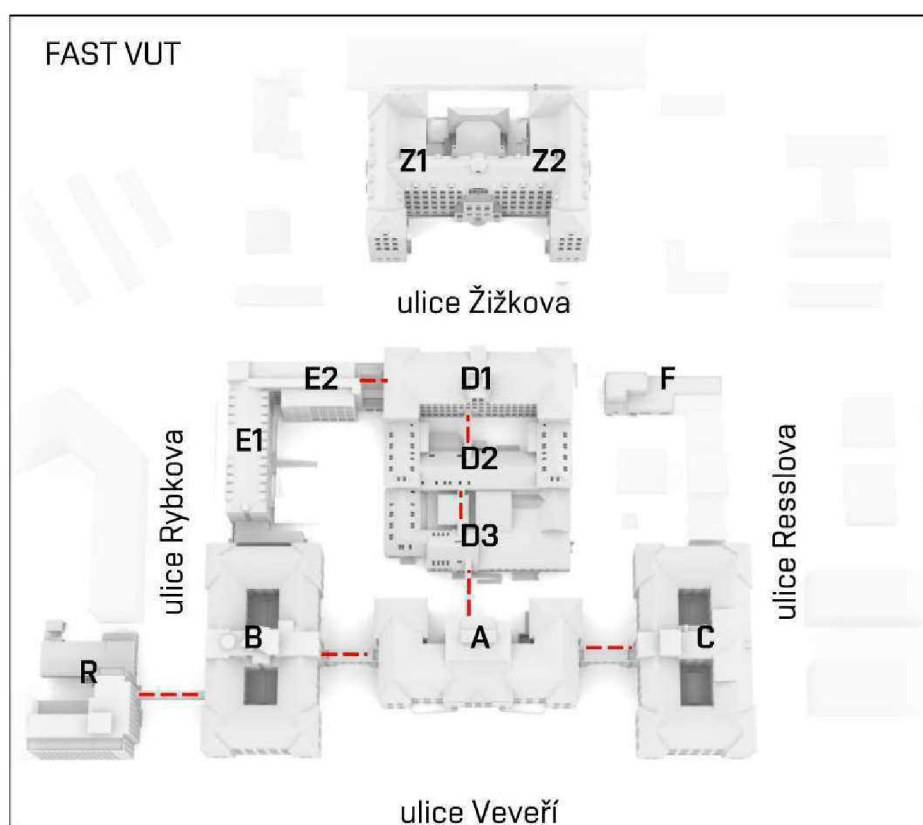 FAST VUT
Z1
Z2
ulice Žižkova
E2
D1
F
E1
D2
ulice Rybkova
ulice Resslova
D3
B
A
C
R
ulice Veveří